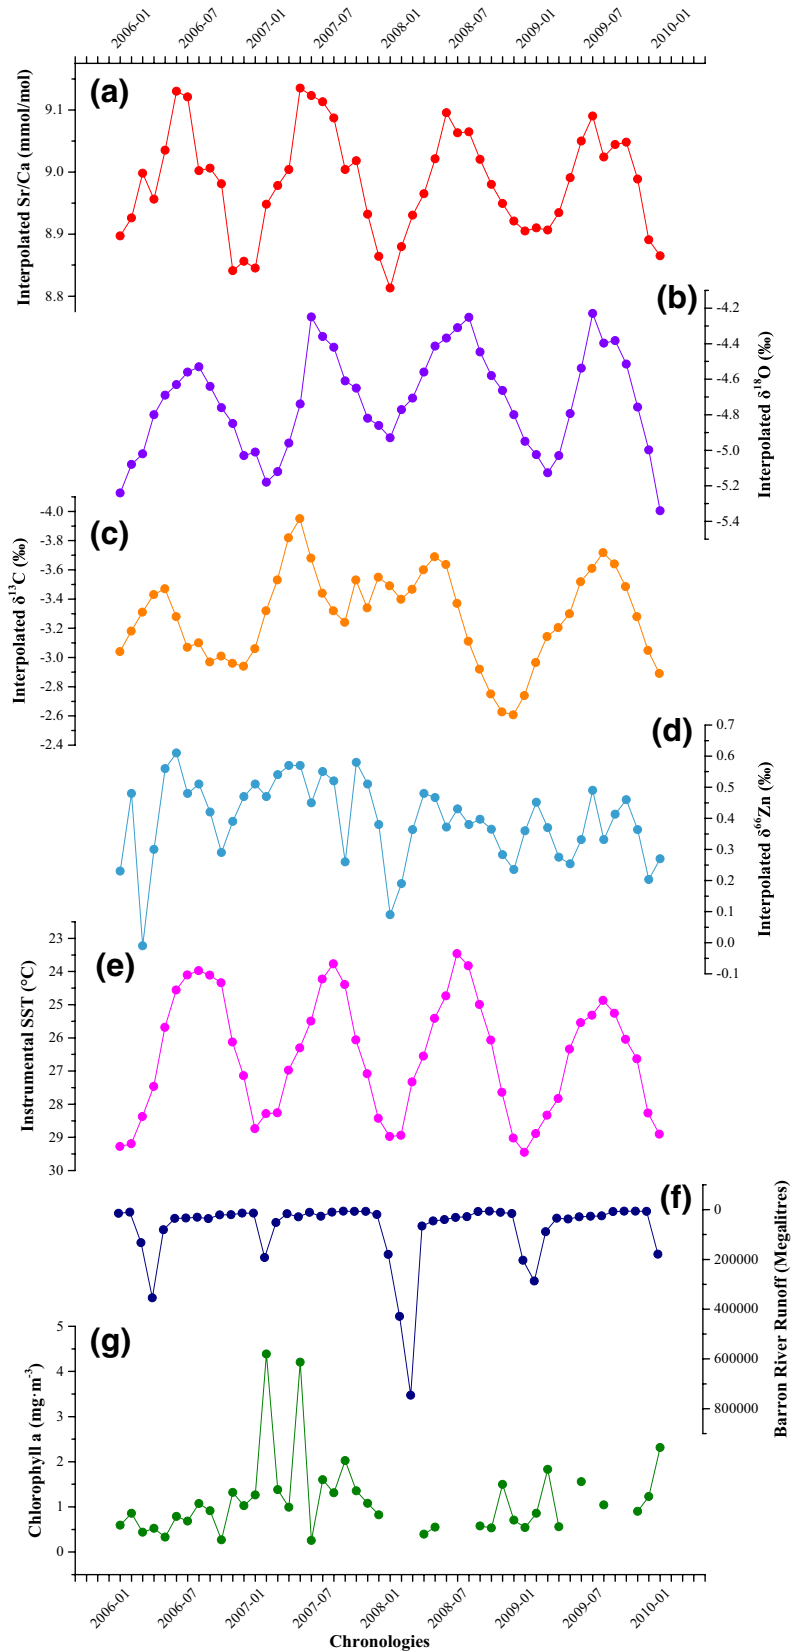 2006-01 2006-07 2007-01 2007-07 2008-01 2008-07 2009-01 2009-07 2010-01
(a)
Interpolated Sr/Ca (mmol/mol)
9.1
9.0
8.9
8.8
(b)
Interpolated δ18O (‰)
-4.2
-4.4
-4.6
-4.8
-5.0
-5.2
-5.4
(c)
Interpolated δ13C (‰)
-4.0
-3.8
-3.6
-3.4
-3.2
-3.0
-2.8
-2.6
-2.4
(d)
Interpolated δ66Zn (‰)
0.7
0.6
0.5
0.4
0.3
0.2
0.1
0.0
-0.1
(e)
Instrumental SST (°C)
23
24
25
26
27
28
29
30
(f)
Barron River Runoff (Megalitres)
0
200000
400000
600000
800000
(g)
Chlorophyll a (mg·m-3)
5
4
3
2
1
0
2006-01 2006-07 2007-01 2007-07 2008-01 2008-07 2009-01 2009-07 2010-01
Chronologies